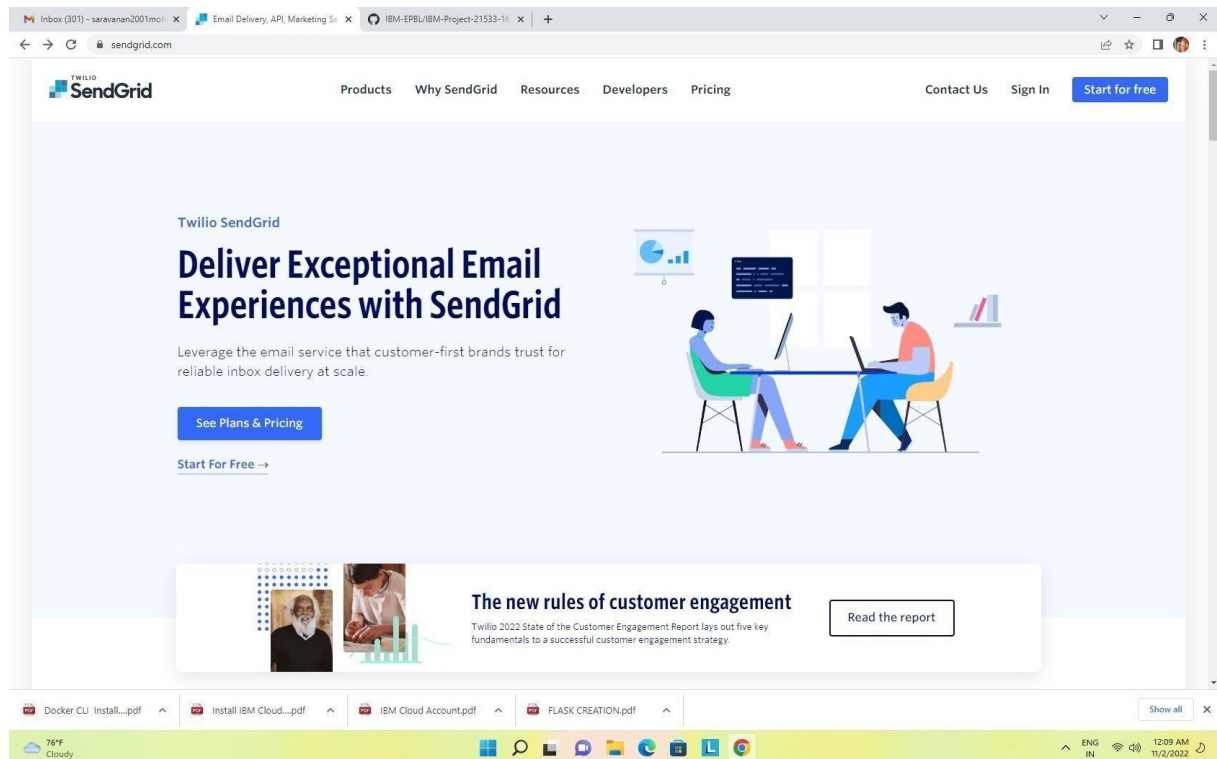 Inbox (301) - saravanan2001moh
Email Delivery, API, Marketing Se
IBM-EPBL/IBM-Project-21533-16
sendgrid.com
TWILIO
SendGrid
Products
Why SendGrid
Resources
Developers
Pricing
Contact Us
Sign In
Start for free
Twilio SendGrid
Deliver Exceptional Email
Experiences with SendGrid
Leverage the email service that customer-first brands trust for
reliable inbox delivery at scale.
See Plans & Pricing
Start For Free →
The new rules of customer engagement
Twilio 2022 State of the Customer Engagement Report lays out five key
fundamentals to a successful customer engagement strategy.
Read the report
Docker CLI Install....pdf
Install IBM Cloud....pdf
IBM Cloud Account.pdf
FLASK CREATION.pdf
Show all
76°F
Cloudy
ENG
IN
12:09 AM
11/2/2022